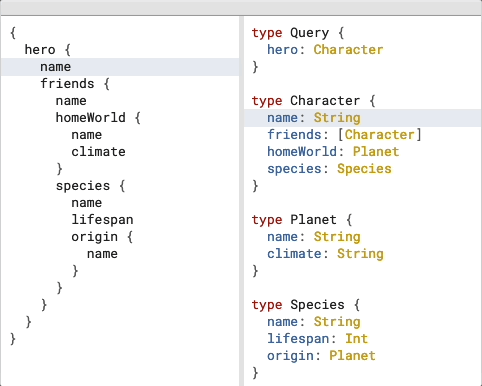 {
  hero {
    name
    friends {
      name
      homeWorld {
        name
        climate
      }
      species {
        name
        lifespan
        origin {
          name
        }
      }
    }
  }
}
type Query {
  hero: Character
}

type Character {
  name: String
  friends: [Character]
  homeWorld: Planet
  species: Species
}

type Planet {
  name: String
  climate: String
}

type Species {
  name: String
  lifespan: Int
  origin: Planet
}